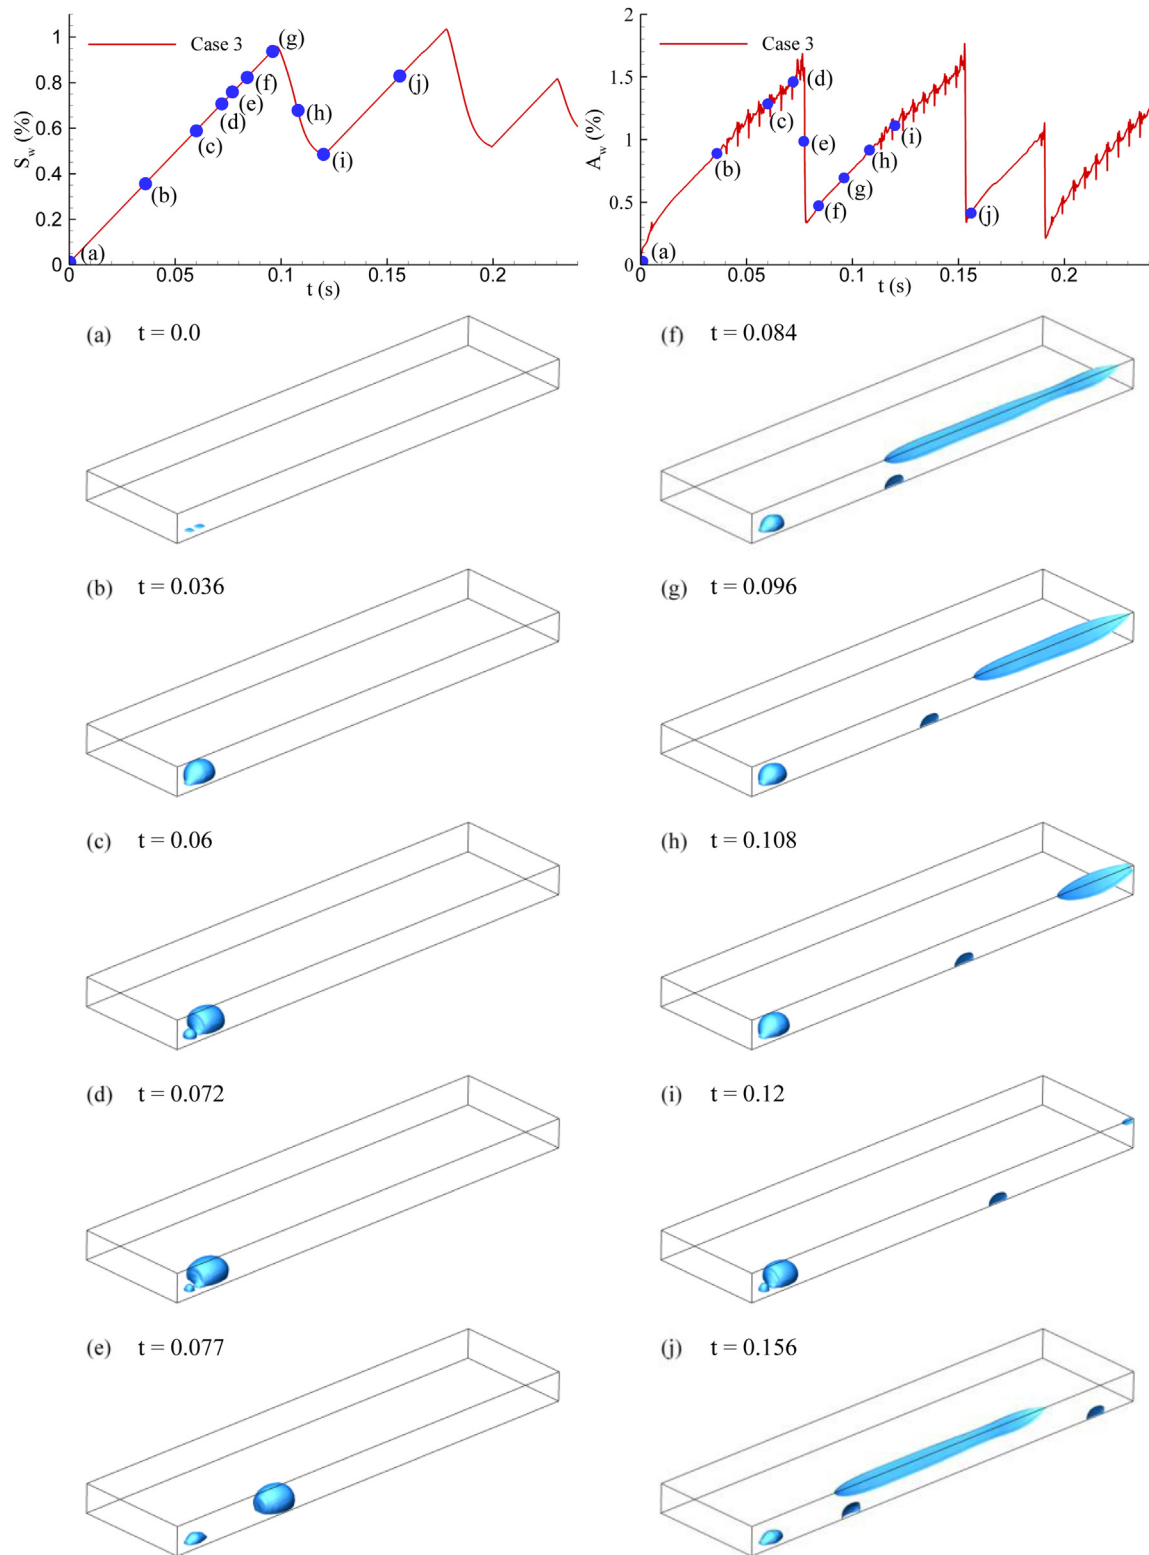 Case 3
S_w (%)
1
0.8
0.6
0.4
0.2
0
(a)
(b)
(c)
(d)
(e)
(f)
(g)
(h)
(i)
(j)
0
0.05
0.1
0.15
0.2
t (s)
Case 3
A_w (%)
2
1.5
1
0.5
0
(a)
(b)
(c)
(d)
(e)
(f)
(g)
(h)
(i)
(j)
0
0.05
0.1
0.15
0.2
t (s)
(a) t = 0.0
(b) t = 0.036
(c) t = 0.06
(d) t = 0.072
(e) t = 0.077
(f) t = 0.084
(g) t = 0.096
(h) t = 0.108
(i) t = 0.12
(j) t = 0.156